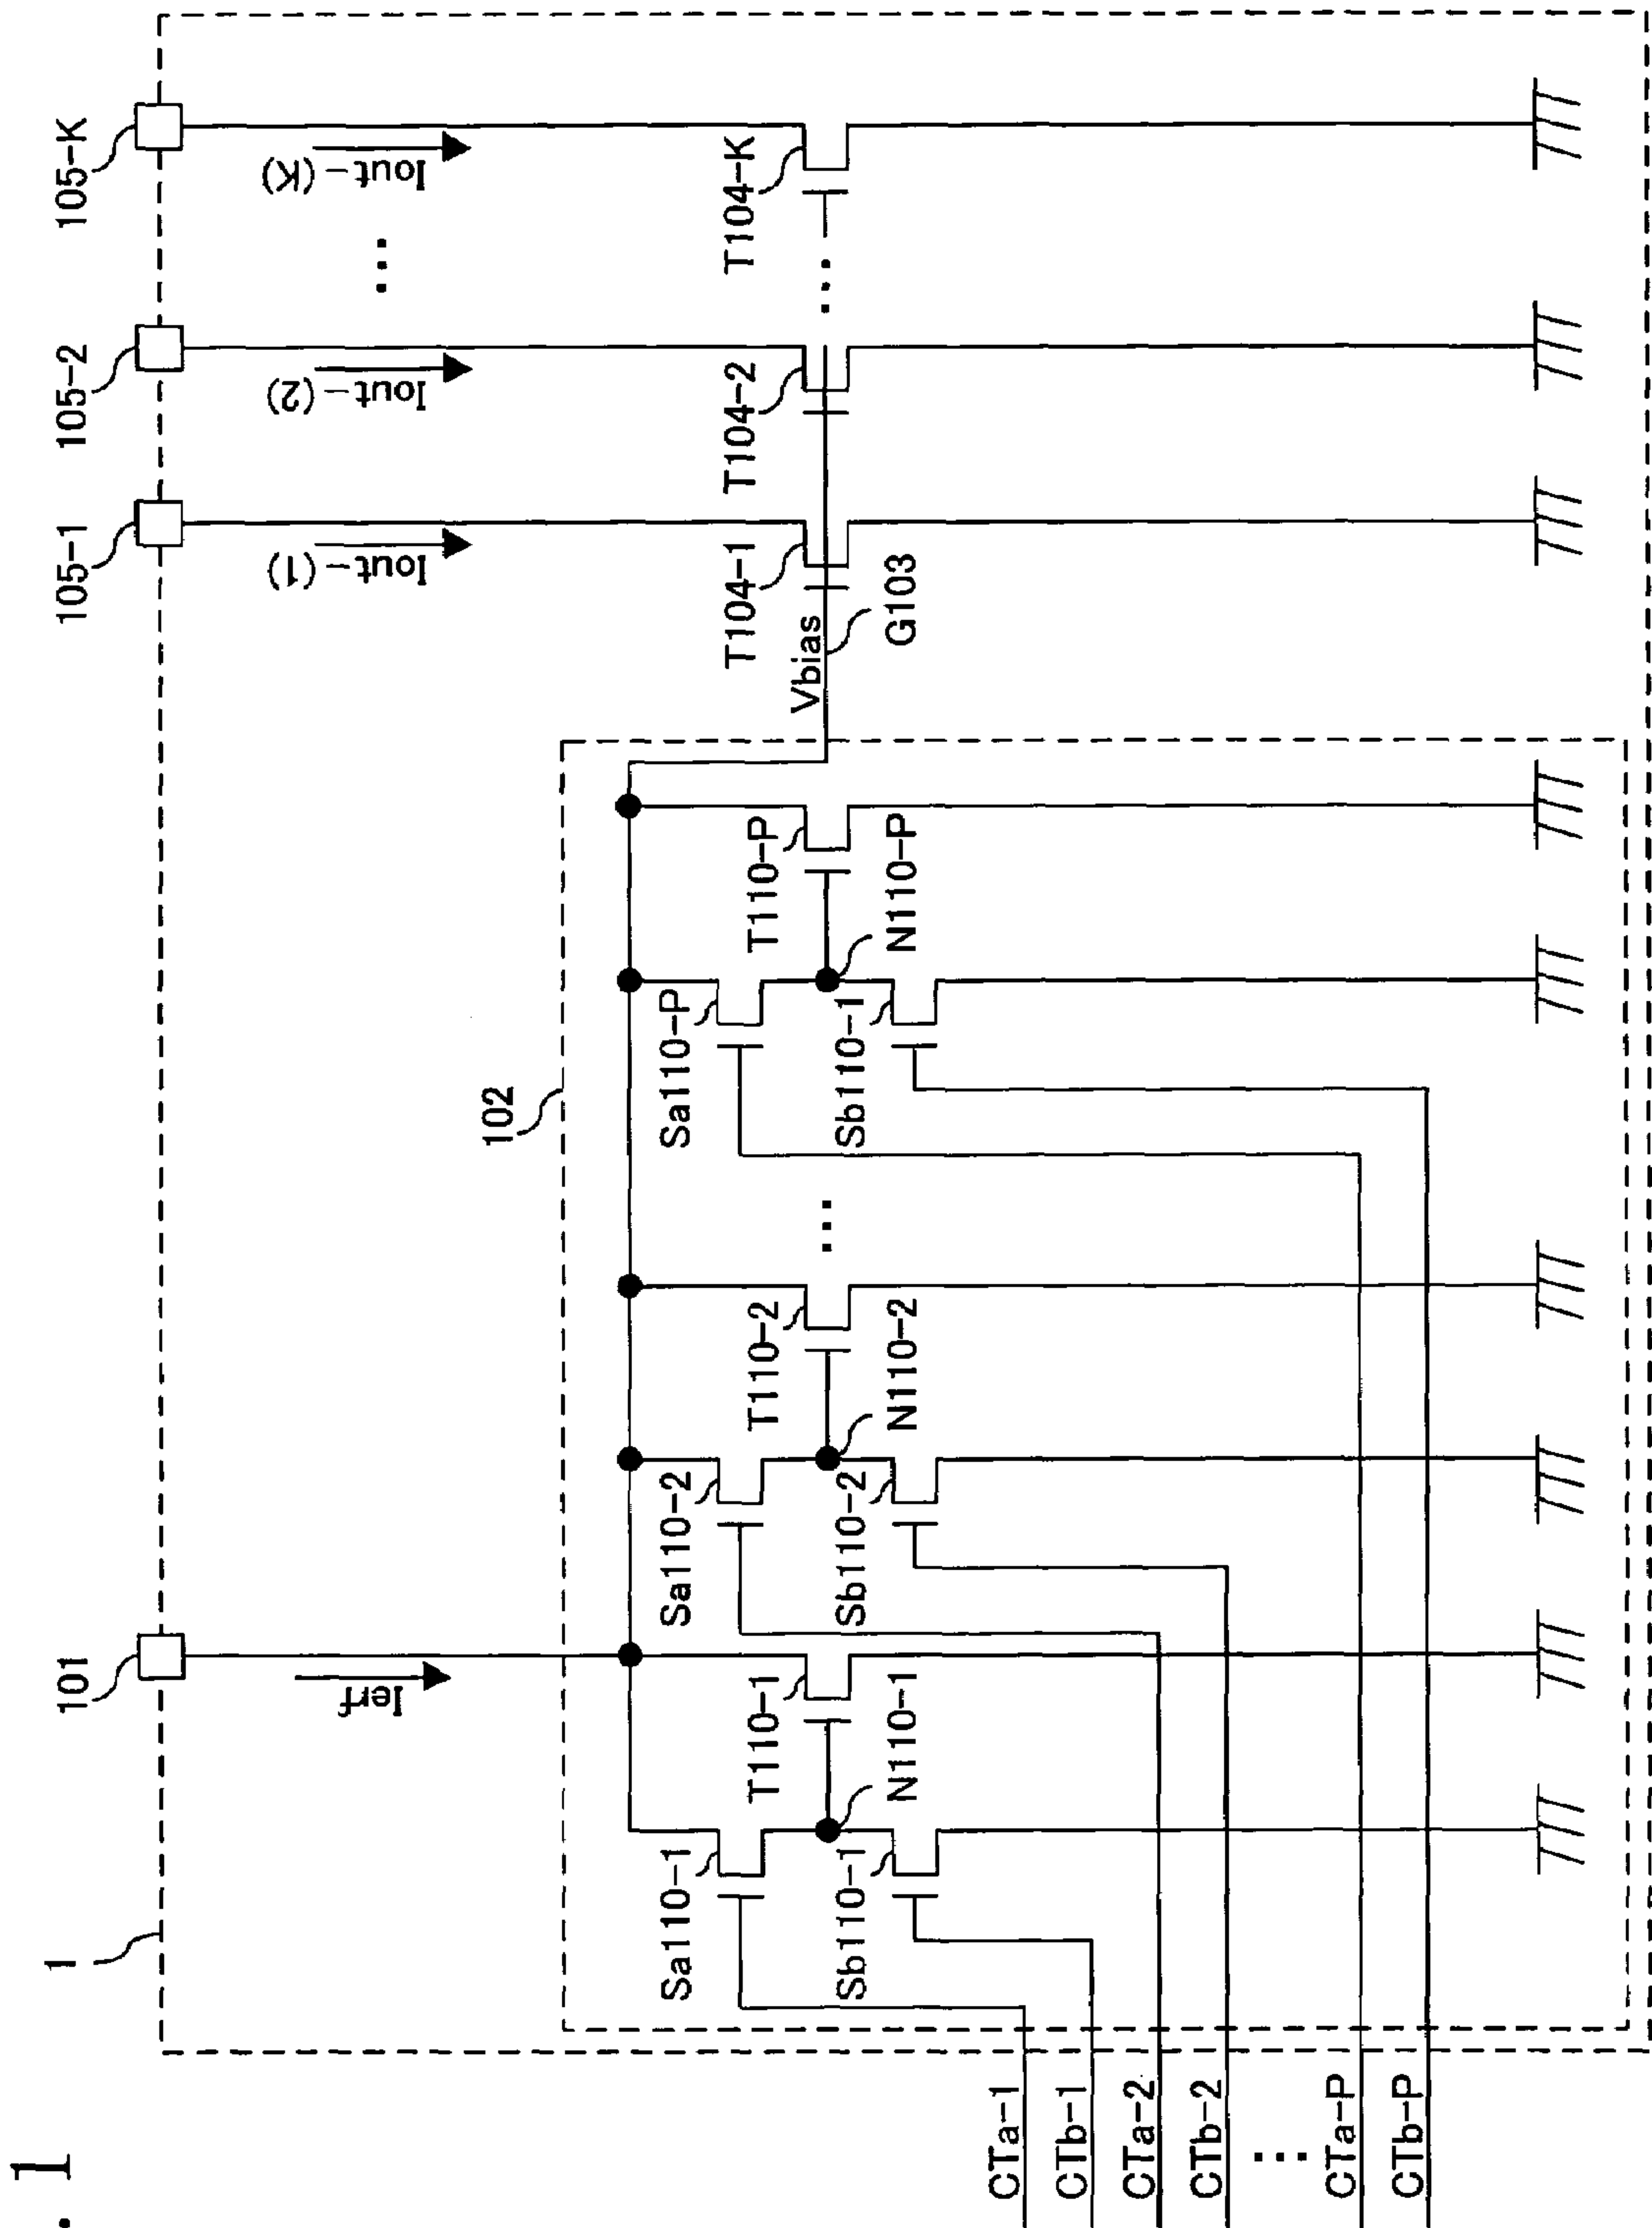 . 1
1
101
105-1
105-2
105-K
Ierf
Iout-(1)
Iout-(2)
...
Iout-(K)
102
Sa110-1
T110-1
Sa110-2
T110-2
...
Sa110-P
T110-P
Vbias
T104-1
T104-2
...
T104-K
Sb110-1
N110-1
Sb110-2
N110-2
Sb110-1
N110-P
G103
CTa-1
CTb-1
CTa-2
CTb-2
...
CTa-P
CTb-P